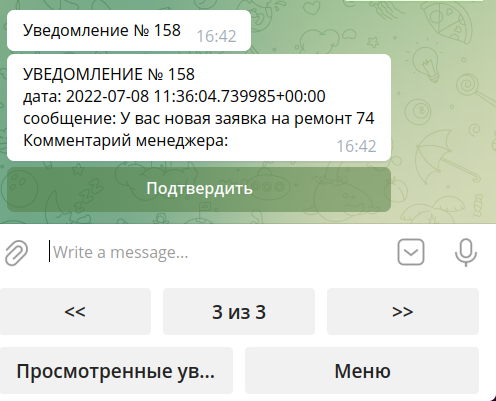 Уведомление № 158
16:42
УВЕДОМЛЕНИЕ № 158
дата: 2022-07-08 11:36:04.739985+00:00
сообщение: У вас новая заявка на ремонт 74
Комментарий менеджера:
16:42
Подтвердить
Write a message...
<< 3 из 3 >>
Просмотренные ув... Меню